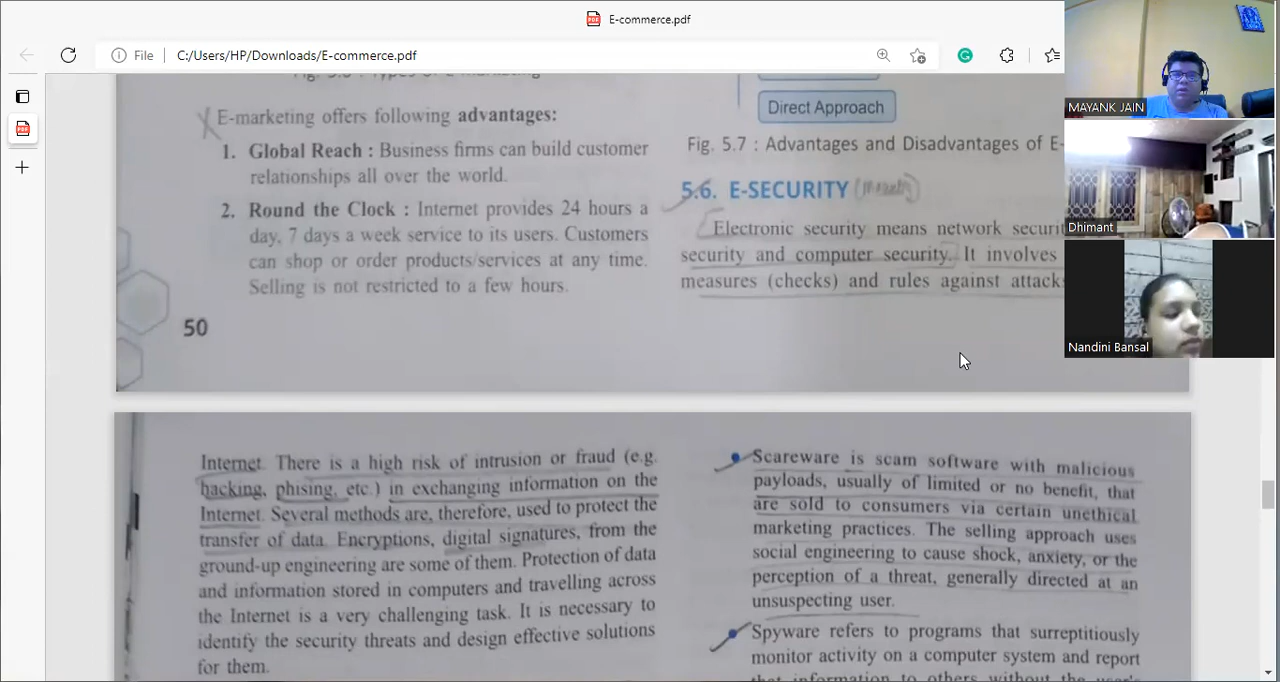 E-commerce.pdf
File
C:/Users/HP/Downloads/E-commerce.pdf
E-marketing offers following advantages:
1. Global Reach : Business firms can build customer
relationships all over the world.
2. Round the Clock : Internet provides 24 hours a
day, 7 days a week service to its users. Customers
can shop or order products/services at any time.
Selling is not restricted to a few hours.
50
Direct Approach
Fig. 5.7 : Advantages and Disadvantages of E-
5.6. E-SECURITY
Electronic security means network securit
security and computer security. It involves
measures (checks) and rules against attack
Internet. There is a high risk of intrusion or fraud (e.g.
hacking, phising, etc.) in exchanging information on the
Internet. Several methods are, therefore, used to protect the
transfer of data. Encryptions, digital signatures, from the
ground-up engineering are some of them. Protection of data
and information stored in computers and travelling across
the Internet is a very challenging task. It is necessary to
identify the security threats and design effective solutions
for them.
Scareware is scam software with malicious
payloads, usually of limited or no benefit, that
are sold to consumers via certain unethical
marketing practices. The selling approach uses
social engineering to cause shock, anxiety, or the
perception of a threat, generally directed at an
unsuspecting user.
Spyware refers to programs that surreptitiously
monitor activity on a computer system and report
that information to others without the user's
MAYANK JAIN
Dhimant
Nandini Bansal